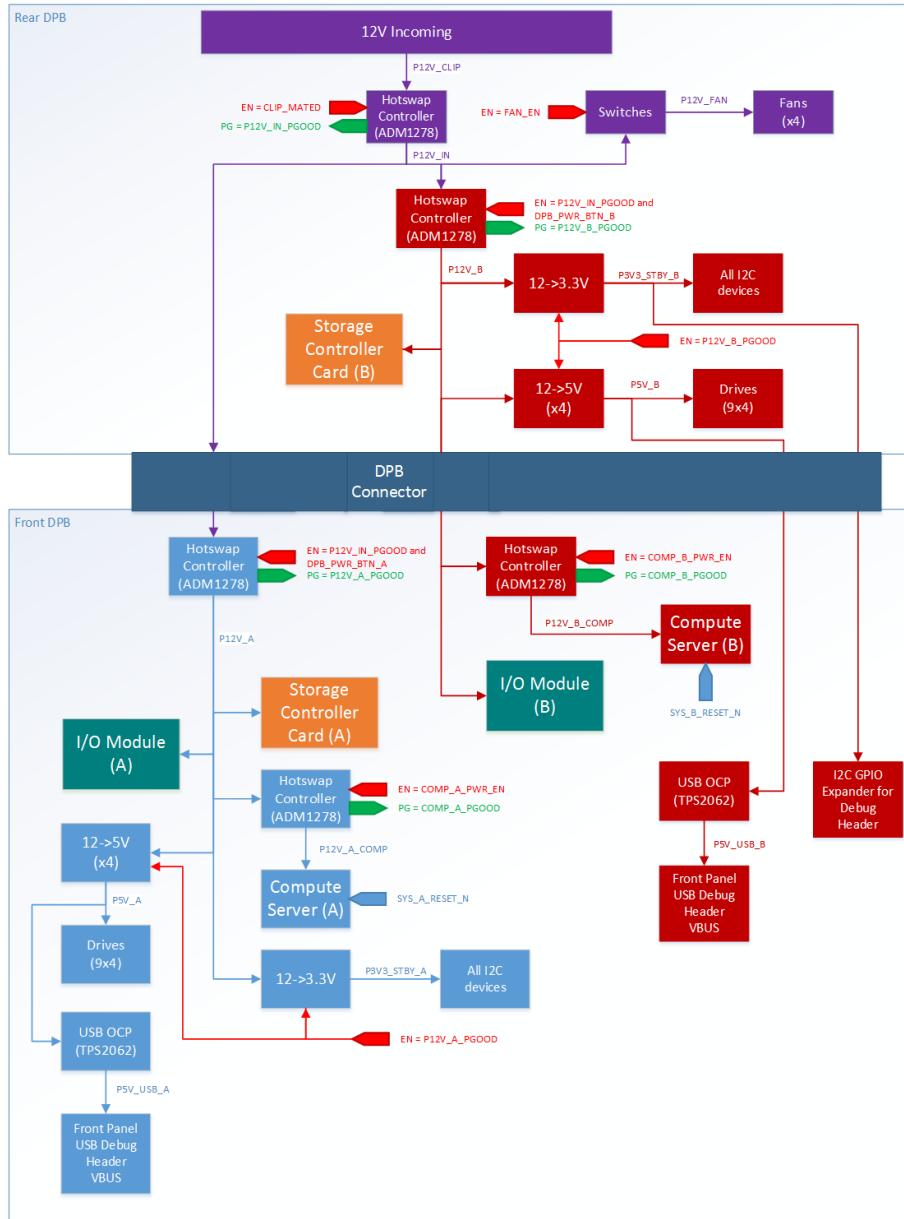 Rear DPB
12V Incoming
P12V_CLIP
EN = CLIP_MATED
PG = P12V_IN_PGOOD
Hotswap
Controller
(ADM1278)
EN = FAN_EN
Switches
P12V_FAN
Fans
(x4)
P12V_IN
Hotswap
Controller
(ADM1278)
EN = P12V_IN_PGOOD and
DPB_PWR_BTN_B
PG = P12V_B_PGOOD
P12V_B
12->3.3V
P3V3_STBY_B
All I2C
devices
Storage
Controller
Card (B)
EN = P12V_B_PGOOD
12->5V
(x4)
P5V_B
Drives
(9x4)
DPB
Connector
Front DPB
Hotswap
Controller
(ADM1278)
EN = P12V_IN_PGOOD and
DPB_PWR_BTN_A
PG = P12V_A_PGOOD
Hotswap
Controller
(ADM1278)
EN = COMP_B_PWR_EN
PG = COMP_B_PGOOD
P12V_A
P12V_B_COMP
Compute
Server (B)
SYS_B_RESET_N
I/O Module
(B)
Storage
Controller
Card (A)
I/O Module
(A)
Hotswap
Controller
(ADM1278)
EN = COMP_A_PWR_EN
PG = COMP_A_PGOOD
USB OCP
(TPS2062)
I2C GPIO
Expander for
Debug
Header
P12V_A_COMP
12->5V
(x4)
P5V_USB_B
Compute
Server (A)
SYS_A_RESET_N
Front Panel
USB Debug
Header
VBUS
P5V_A
Drives
(9x4)
12->3.3V
P3V3_STBY_A
All I2C
devices
USB OCP
(TPS2062)
EN = P12V_A_PGOOD
P5V_USB_A
Front Panel
USB Debug
Header
VBUS